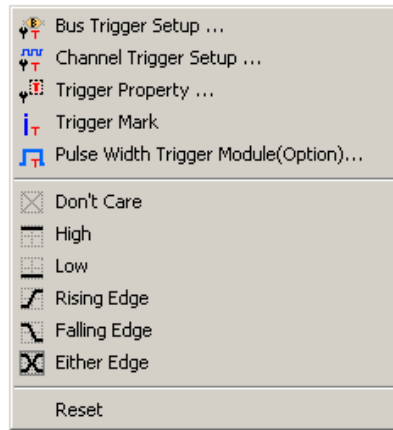 Bus Trigger Setup ...
Channel Trigger Setup ...
Trigger Property ...
Trigger Mark
Pulse Width Trigger Module(Option)...
Don't Care
High
Low
Rising Edge
Falling Edge
Either Edge
Reset